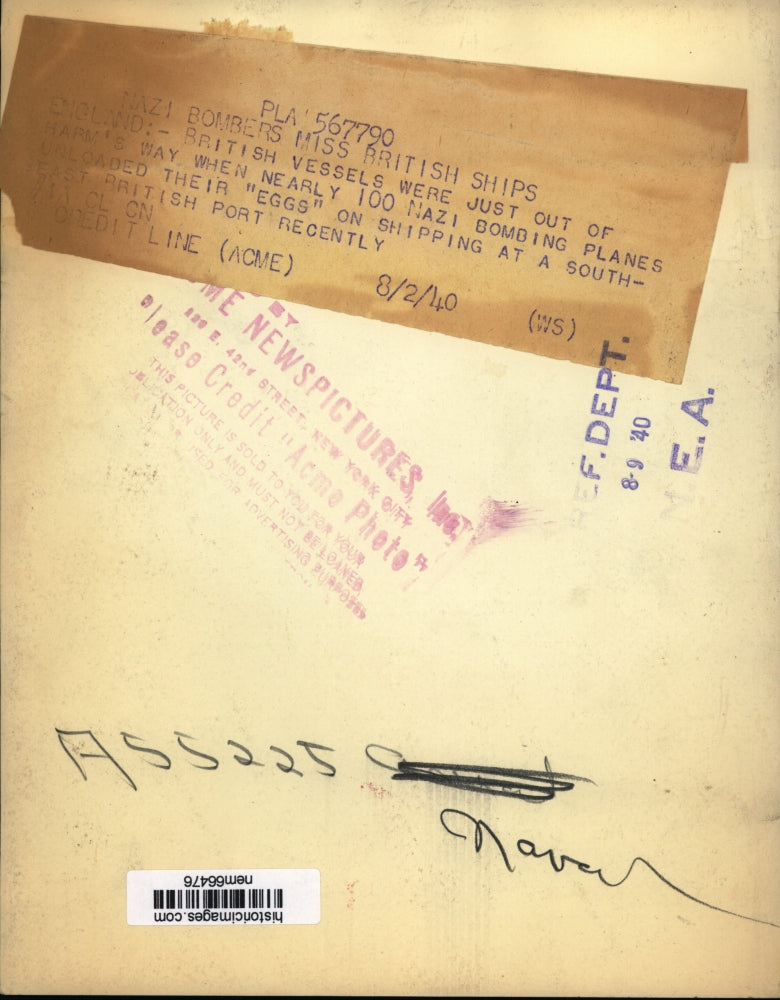 PLA 567790
NAZI BOMBERS MISS BRITISH SHIPS
ENGLAND:- BRITISH VESSELS WERE JUST OUT OF
HARM'S WAY WHEN NEARLY 100 NAZI BOMBING PLANES
UNLOADED THEIR "EGGS" ON SHIPPING AT A SOUTH-
EAST BRITISH PORT RECENTLY
CL CN
CREDIT LINE (ACME)
8/2/40 (WS)
BY
ME NEWSPICTURES, Inc.
E. 42nd STREET, NEW YORK CITY
Please Credit "Acme Photo"
THIS PICTURE IS SOLD TO YOU FOR YOUR
PUBLICATION ONLY AND MUST NOT BE LOANED
USED FOR ADVERTISING PURPOSES
EF. DEPT.
8-9 '40
N.E.A.
A55225
Naval
historicimages.com
nem66476